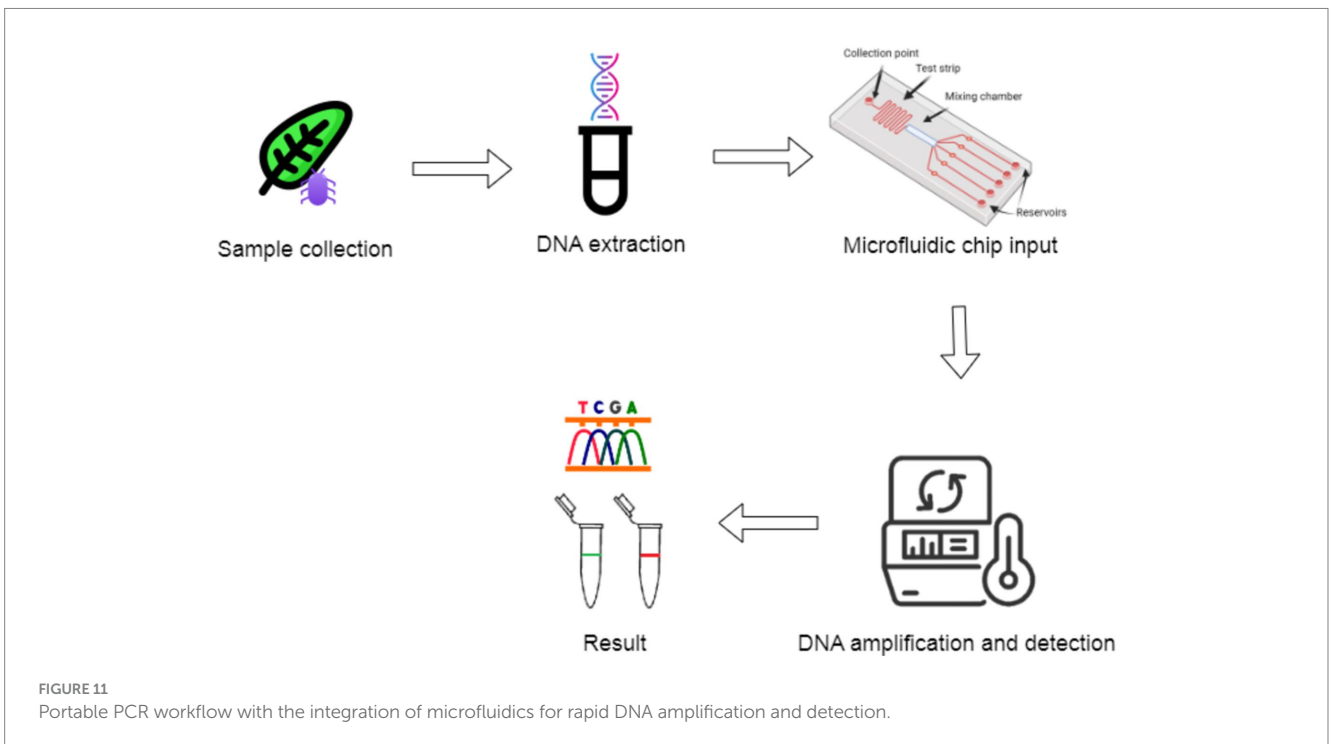 Collection point
Test strip
Mixing chamber
Reservoirs
Sample collection
DNA extraction
Microfluidic chip input
T C G A
Result
DNA amplification and detection
FIGURE 11
Portable PCR workflow with the integration of microfluidics for rapid DNA amplification and detection.